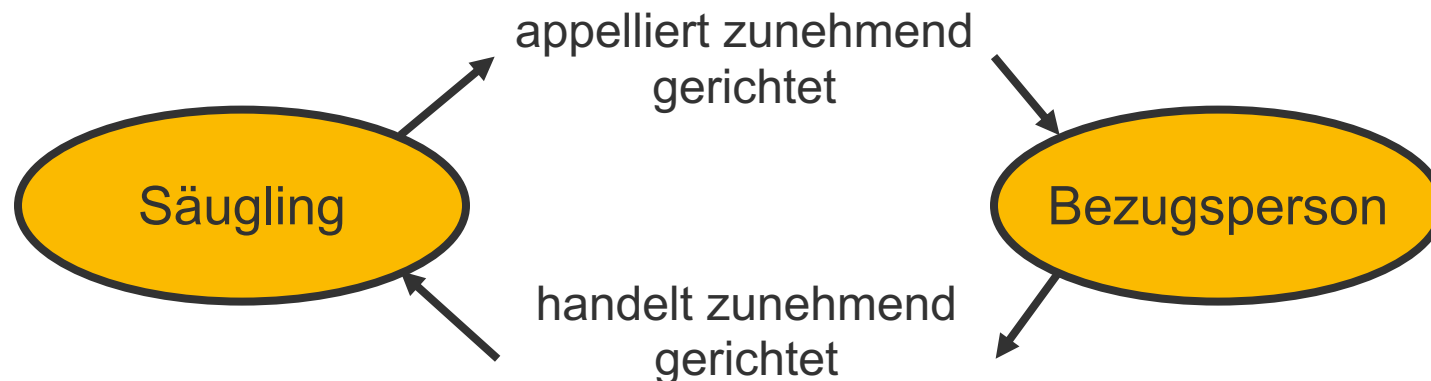 appelliert zunehmend
gerichtet
Säugling
Bezugsperson
handelt zunehmend
gerichtet